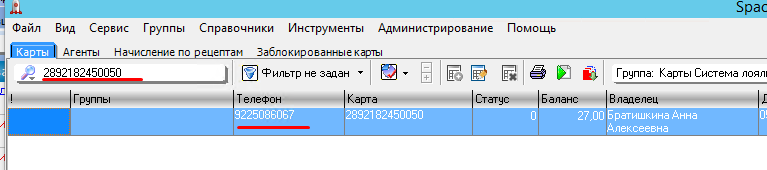 Spac
Файл Вид Сервис Группы Справочники Инструменты Администрирование Помощь
Карты Агенты Начисление по рецептам Заблокированные карты
2892182450050 Фильтр не задан Группа: Карты Система лоял
! Группы Телефон Карта Статус Баланс Владелец Д
9225086067 2892182450050 0 27,00 Братишкина Анна
Алексеевна